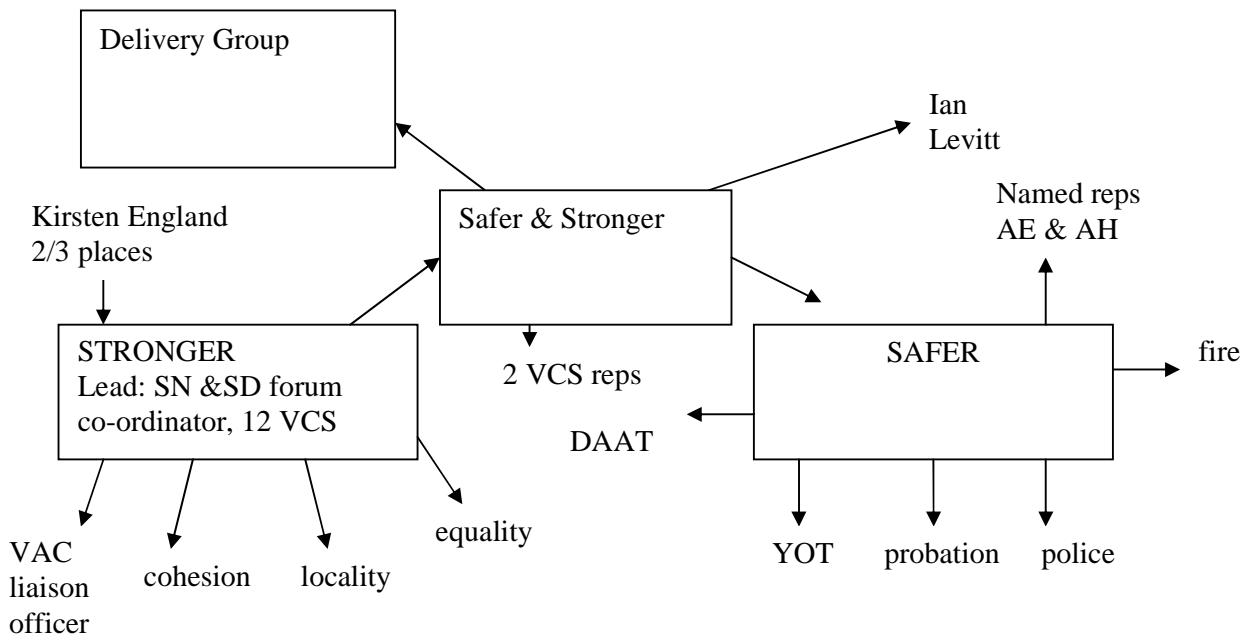 Delivery Group
Ian
Levitt
Named reps
AE & AH
Kirsten England
2/3 places
Safer & Stronger
STRONGER
Lead: SN &SD forum
co-ordinator, 12 VCS
2 VCS reps
SAFER
fire
DAAT
equality
VAC
liaison
officer
cohesion
locality
YOT
probation
police